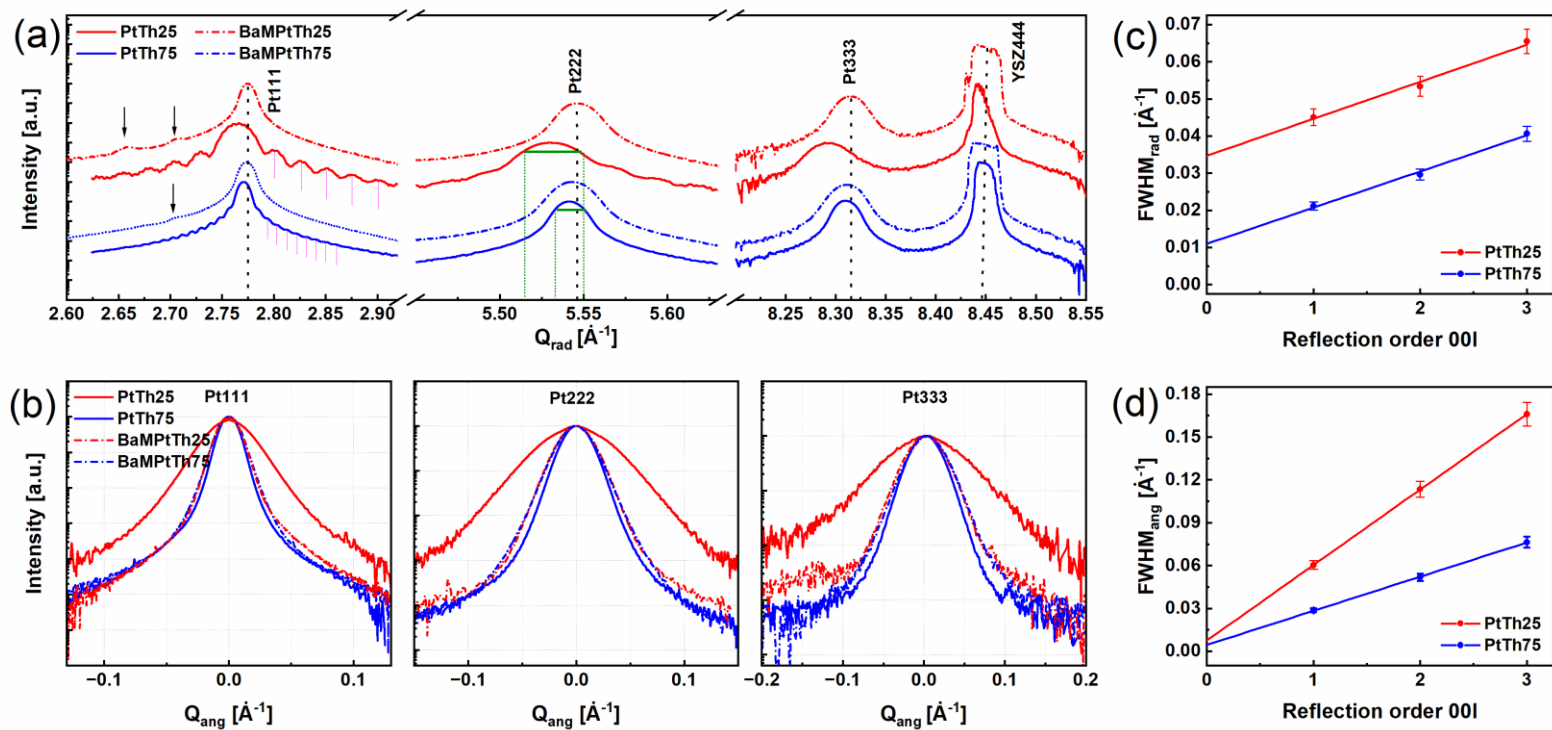 (a)
PtTh25 BaMPtTh25
PtTh75 BaMPtTh75
Pt111
Pt222
Pt333
YSZ444
Intensity [a.u.]
2.60 2.65 2.70 2.75 2.80 2.85 2.90 5.50 5.55 5.60 8.25 8.30 8.35 8.40 8.45 8.50 8.55
Qrad [Å-1]
(b)
PtTh25
PtTh75
BaMPtTh25
BaMPtTh75
Pt111
Pt222
Pt333
Intensity [a.u.]
−0.1 0.0 0.1
−0.1 0.0 0.1
−0.2 −0.1 0.0 0.1 0.2
Qang [Å-1]
Qang [Å-1]
Qang [Å-1]
(c)
FWHMrad [Å-1]
0.07
0.06
0.05
0.04
0.03
0.01
0.01
0.00
PtTh25
PtTh75
0 1 2 3
Reflection order 00l
(d)
FWHMang [Å-1]
0.18
0.15
0.12
0.09
0.06
0.03
0.00
PtTh25
PtTh75
0 1 2 3
Reflection order 00l